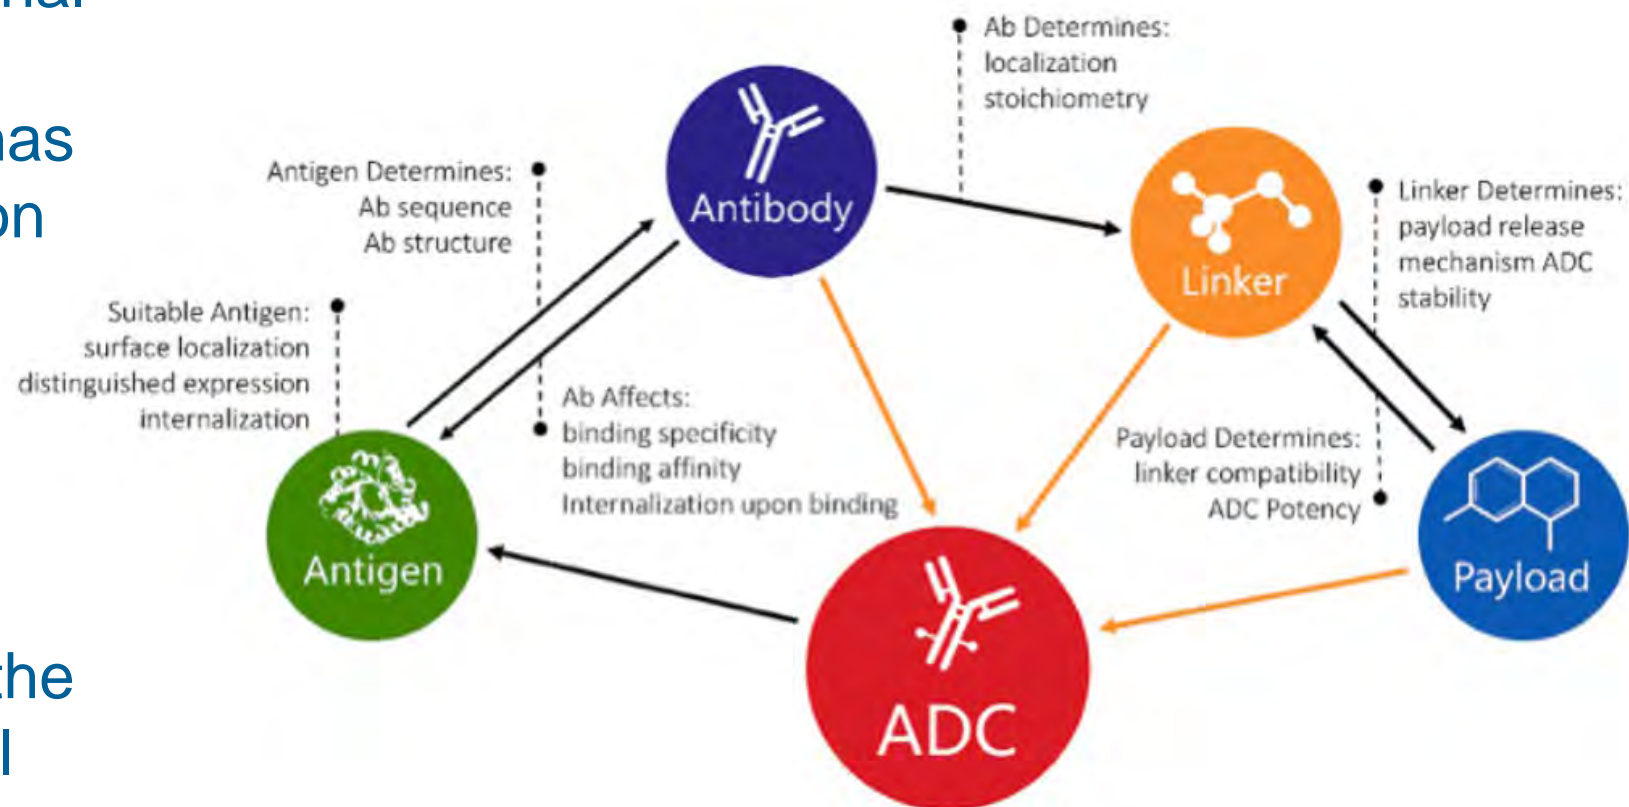 has
on
the
Ab Determines:
localization
stoichiometry
Antibody
Antigen Determines:
Ab sequence
Ab structure
Linker
Linker Determines:
payload release
mechanism ADC
stability
Suitable Antigen:
surface localization
distinguished expression
internalization
Ab Affects:
binding specificity
binding affinity
Internalization upon binding
Payload Determines:
linker compatibility
ADC Potency
Antigen
Payload
ADC